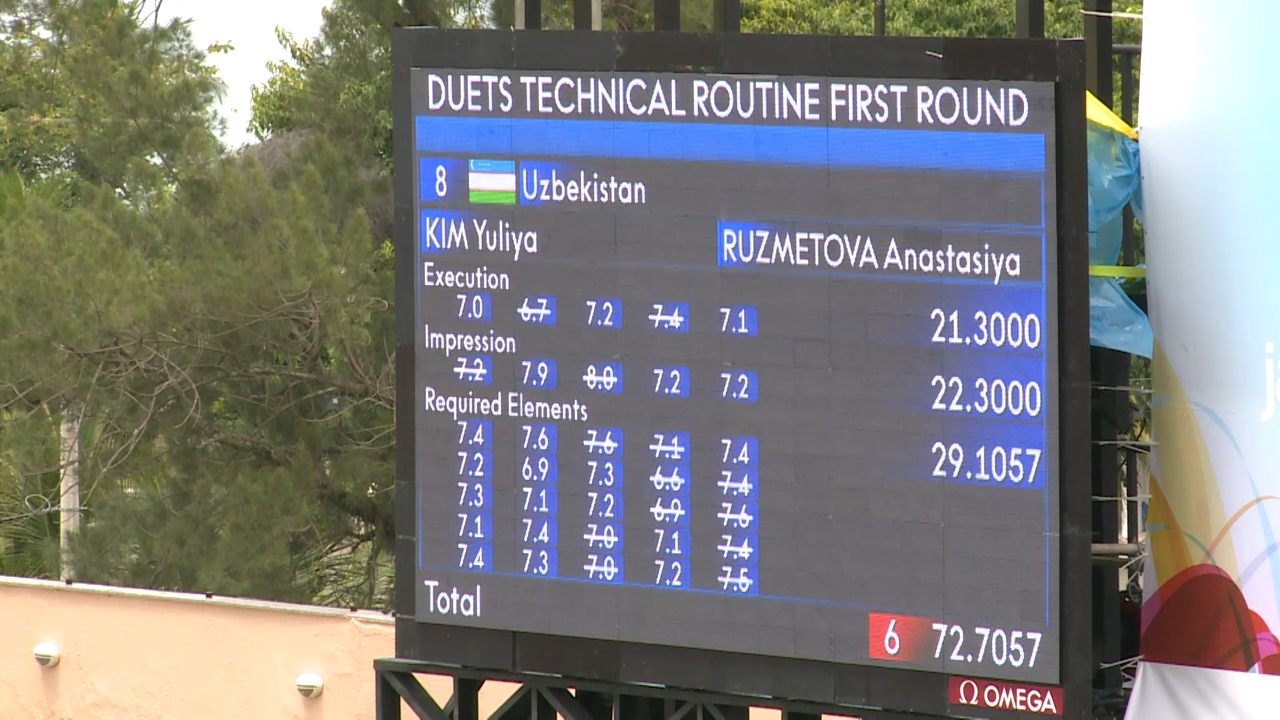 DUETS TECHNICAL ROUTINE FIRST ROUND
8 Uzbekistan
KIM Yuliya RUZMETOVA Anastasiya
Execution
7.0 6.7 7.2 7.4 7.1 21.3000
Impression
7.2 7.9 8.0 7.2 7.2 22.3000
Required Elements
7.4 7.6 7.6 7.1 7.4 29.1057
7.2 6.9 7.3 6.6 7.4
7.3 7.1 7.2 6.9 7.6
7.1 7.4 7.0 7.1 7.4
7.4 7.3 7.0 7.2 7.5
Total
6 72.7057
Ω OMEGA